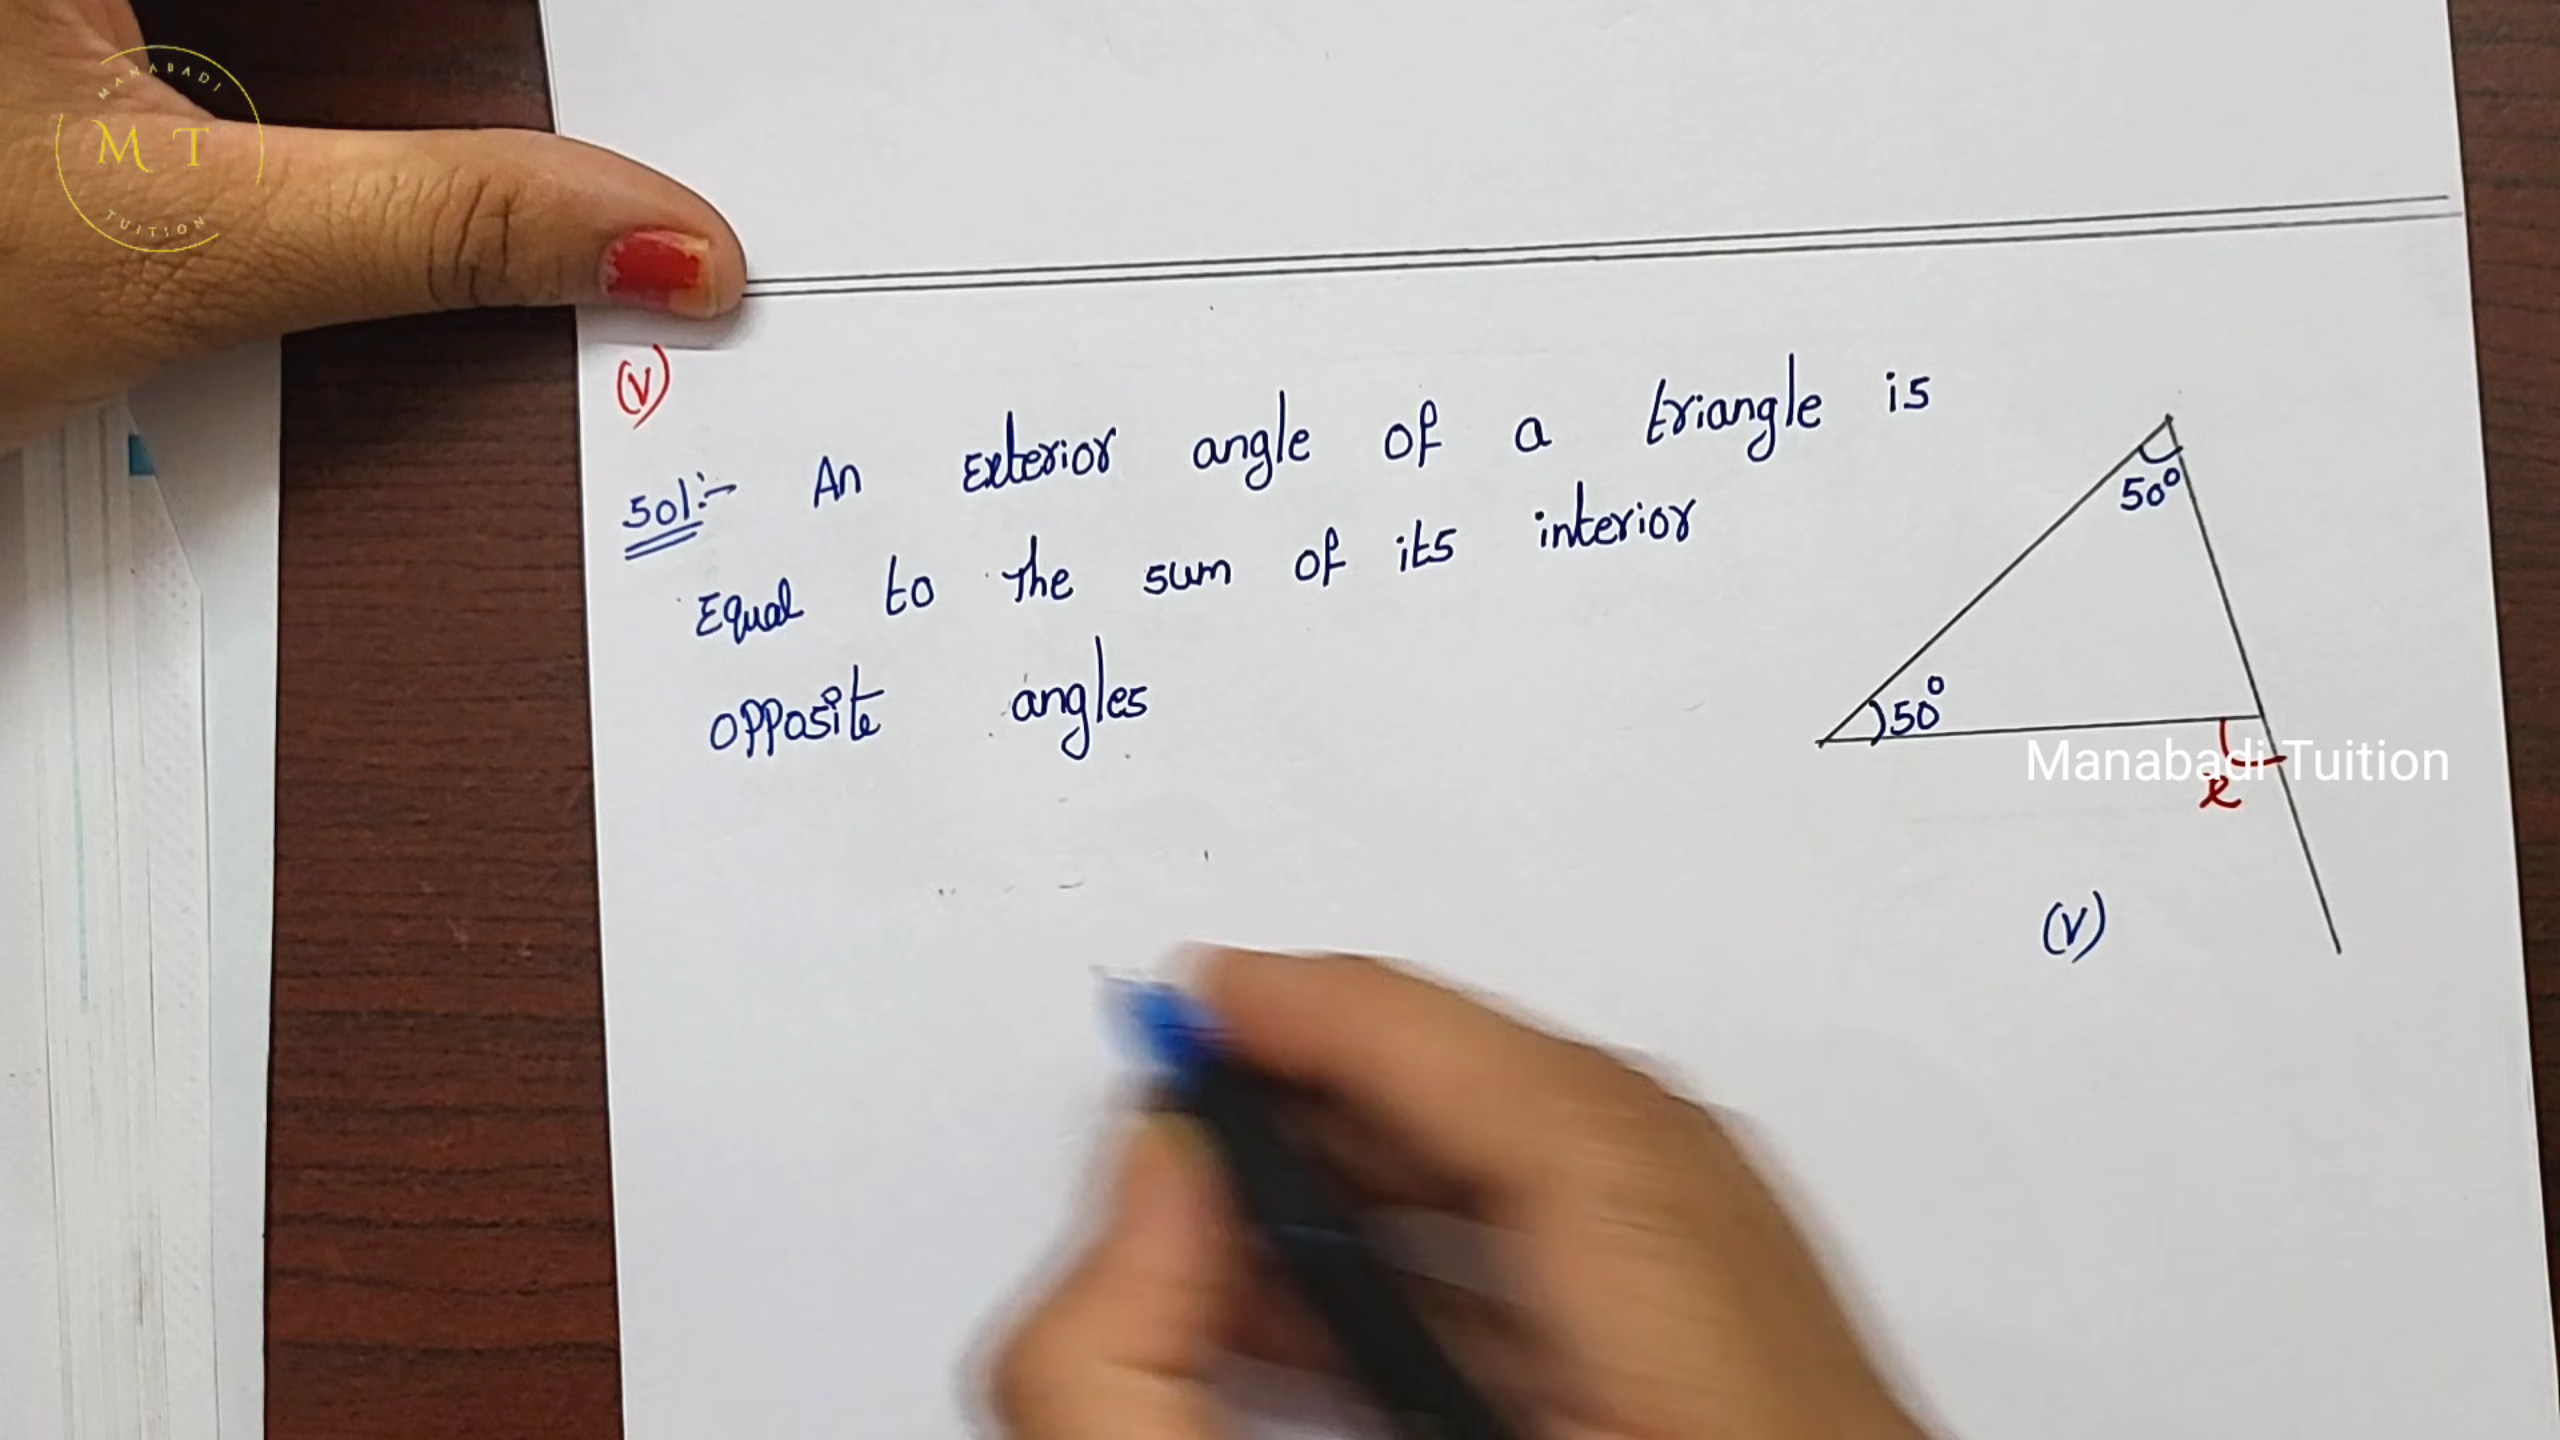 MANABADI
M T
TUITION
(V)
Sol:- An Exterior angle of a triangle is
Equal to the sum of its interior
opposite angles
50°
50°
Manabadi Tuition
x
(V)